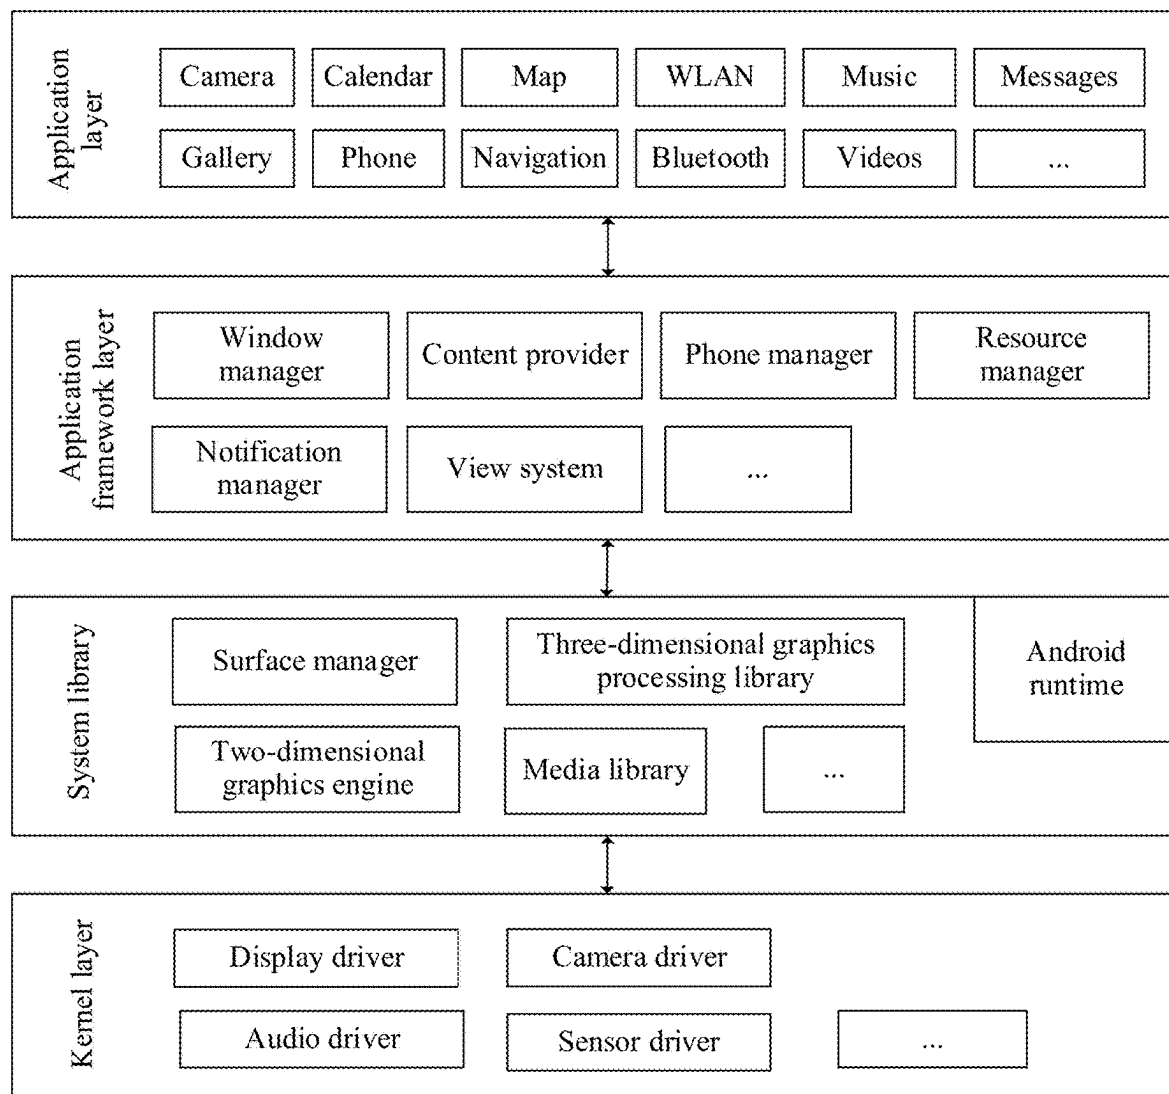 Application
layer
Camera
Calendar
Map
WLAN
Music
Messages
Gallery
Phone
Navigation
Bluetooth
Videos
...
Application
framework layer
Window
manager
Content provider
Phone manager
Resource
manager
Notification
manager
View system
...
System library
Surface manager
Three-dimensional graphics
processing library
Android
runtime
Two-dimensional
graphics engine
Media library
...
Kernel layer
Display driver
Camera driver
Audio driver
Sensor driver
...